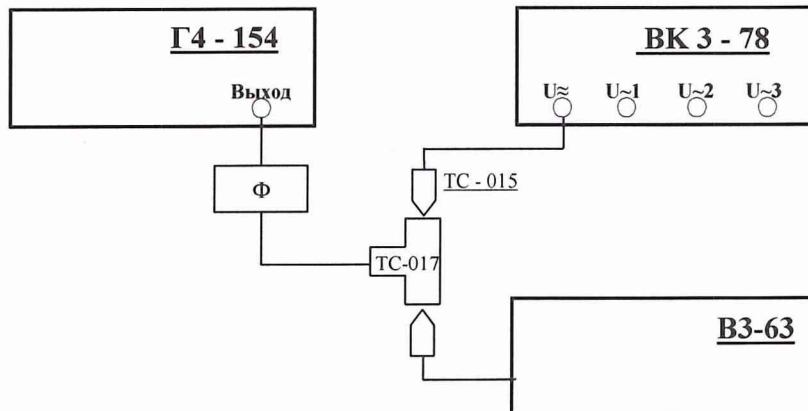 Г4 - 154
Выход
ВК 3 - 78
U≈ U~1 U~2 U~3
Ф
ТС - 015
ТС-017
В3-63